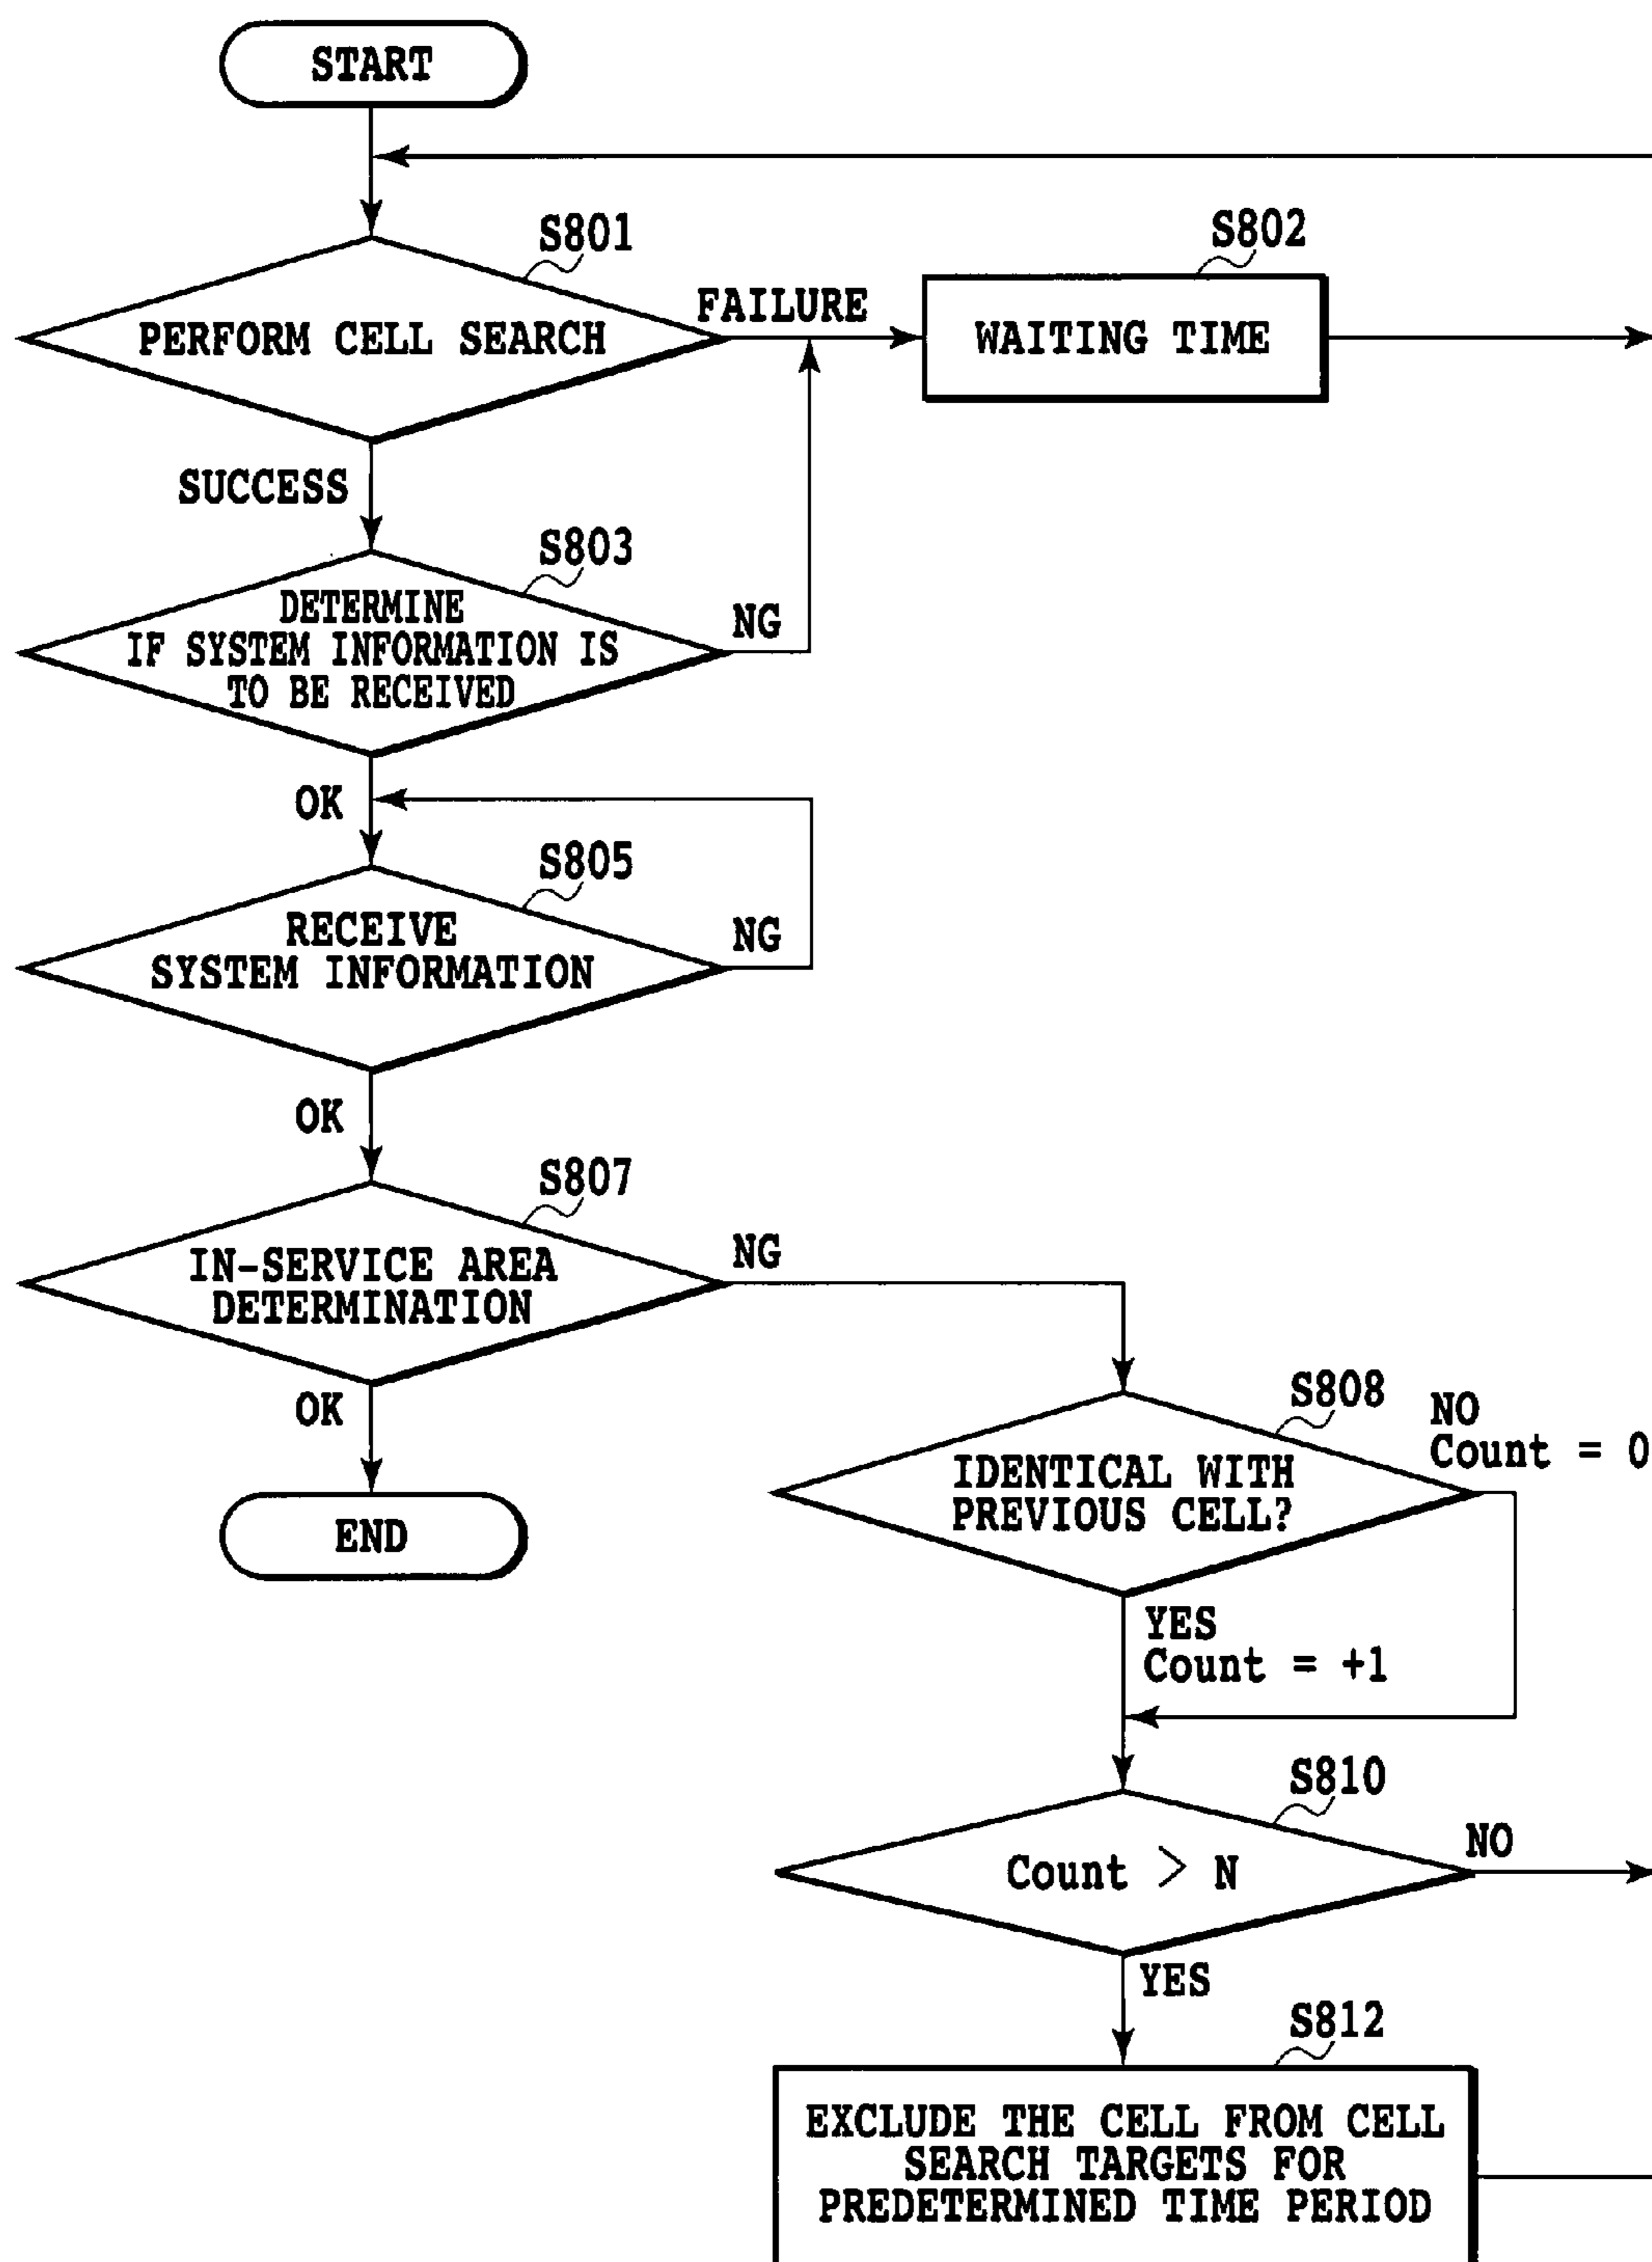 START
S801
PERFORM CELL SEARCH
FAILURE
S802
WAITING TIME
SUCCESS
S803
DETERMINE
IF SYSTEM INFORMATION IS
TO BE RECEIVED
NG
OK
S805
RECEIVE
SYSTEM INFORMATION
NG
OK
S807
IN-SERVICE AREA
DETERMINATION
NG
OK
END
S808
IDENTICAL WITH
PREVIOUS CELL?
NO
Count = 0
YES
Count = +1
S810
Count > N
NO
YES
S812
EXCLUDE THE CELL FROM CELL
SEARCH TARGETS FOR
PREDETERMINED TIME PERIOD